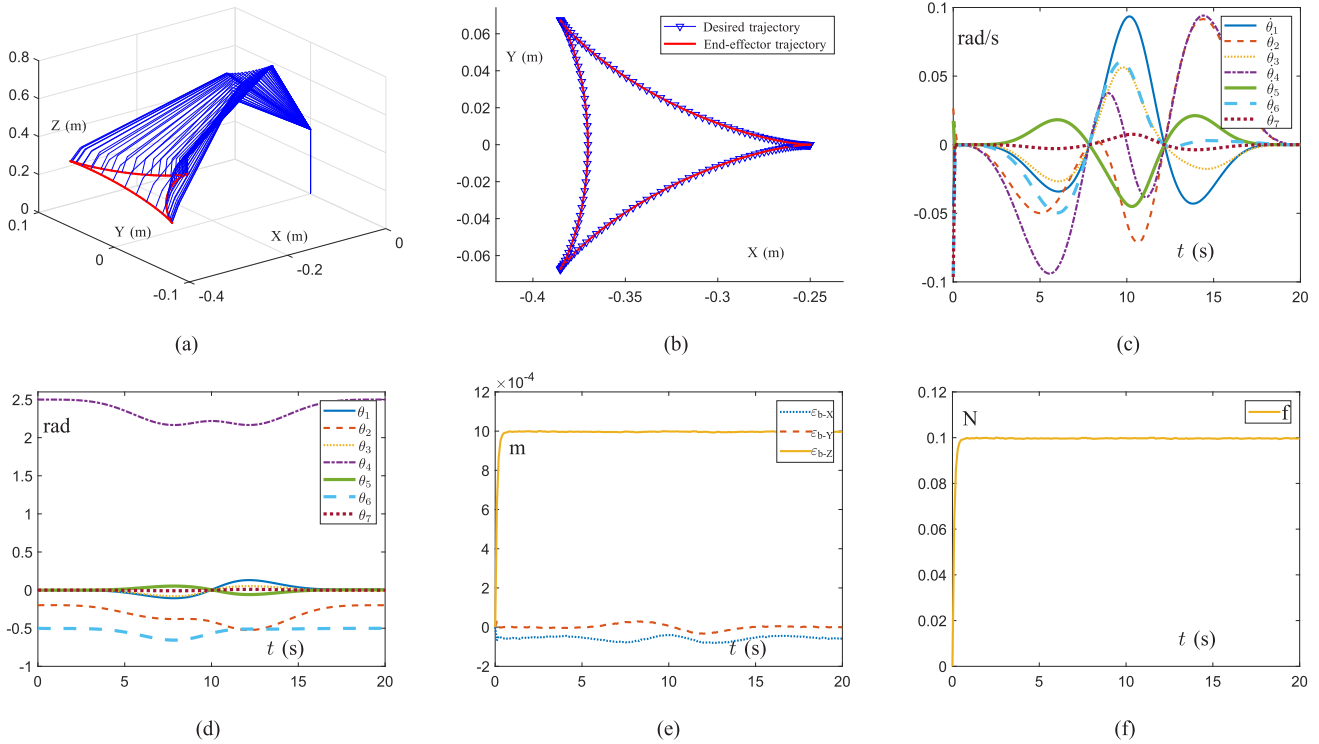 0.8
0.6
0.4
0.2
0
Z (m)
0.1
0
-0.1
Y (m)
X (m)
-0.4
-0.2
0
(a)
0.06
0.04
0.02
0
-0.02
-0.04
-0.06
Y (m)
Desired trajectory
End-effector trajectory
X (m)
-0.4 -0.35 -0.3 -0.25
(b)
0.1
0.05
0
-0.05
-0.1
rad/s
θ̇1
θ̇2
θ̇3
θ̇4
θ̇5
θ̇6
θ̇7
t (s)
0 5 10 15 20
(c)
2.5
2
1.5
1
0.5
0
-0.5
-1
rad
θ1
θ2
θ3
θ4
θ5
θ6
θ7
t (s)
0 5 10 15 20
(d)
×10-4
12
10
8
6
4
2
0
-2
m
εb-X
εb-Y
εb-Z
t (s)
0 5 10 15 20
(e)
0.12
0.1
0.08
0.06
0.04
0.02
0
N
f
t (s)
0 5 10 15 20
(f)